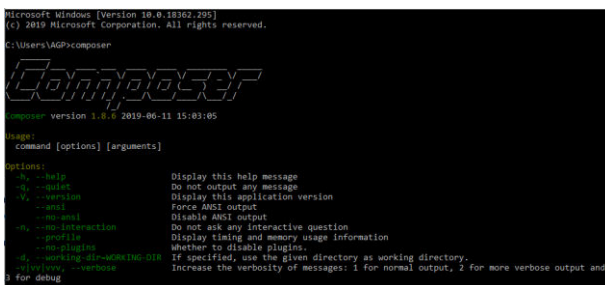 Microsoft Windows [Version 10.0.18362.295]
(c) 2019 Microsoft Corporation. All rights reserved.
C:\Users\AGP>composer
Composer
Composer version 1.8.6 2019-06-11 15:03:05
Usage:
command [options] [arguments]
Options:
-h, --help Display this help message
-q, --quiet Do not output any message
-V, --version Display this application version
--ansi Force ANSI output
--no-ansi Disable ANSI output
-n, --no-interaction Do not ask any interactive question
--profile Display timing and memory usage information
--no-plugins Whether to disable plugins.
-d, --working-dir=WORKING-DIR If specified, use the given directory as working directory.
-v|vv|vvv, --verbose Increase the verbosity of messages: 1 for normal output, 2 for more verbose output and
3 for debug